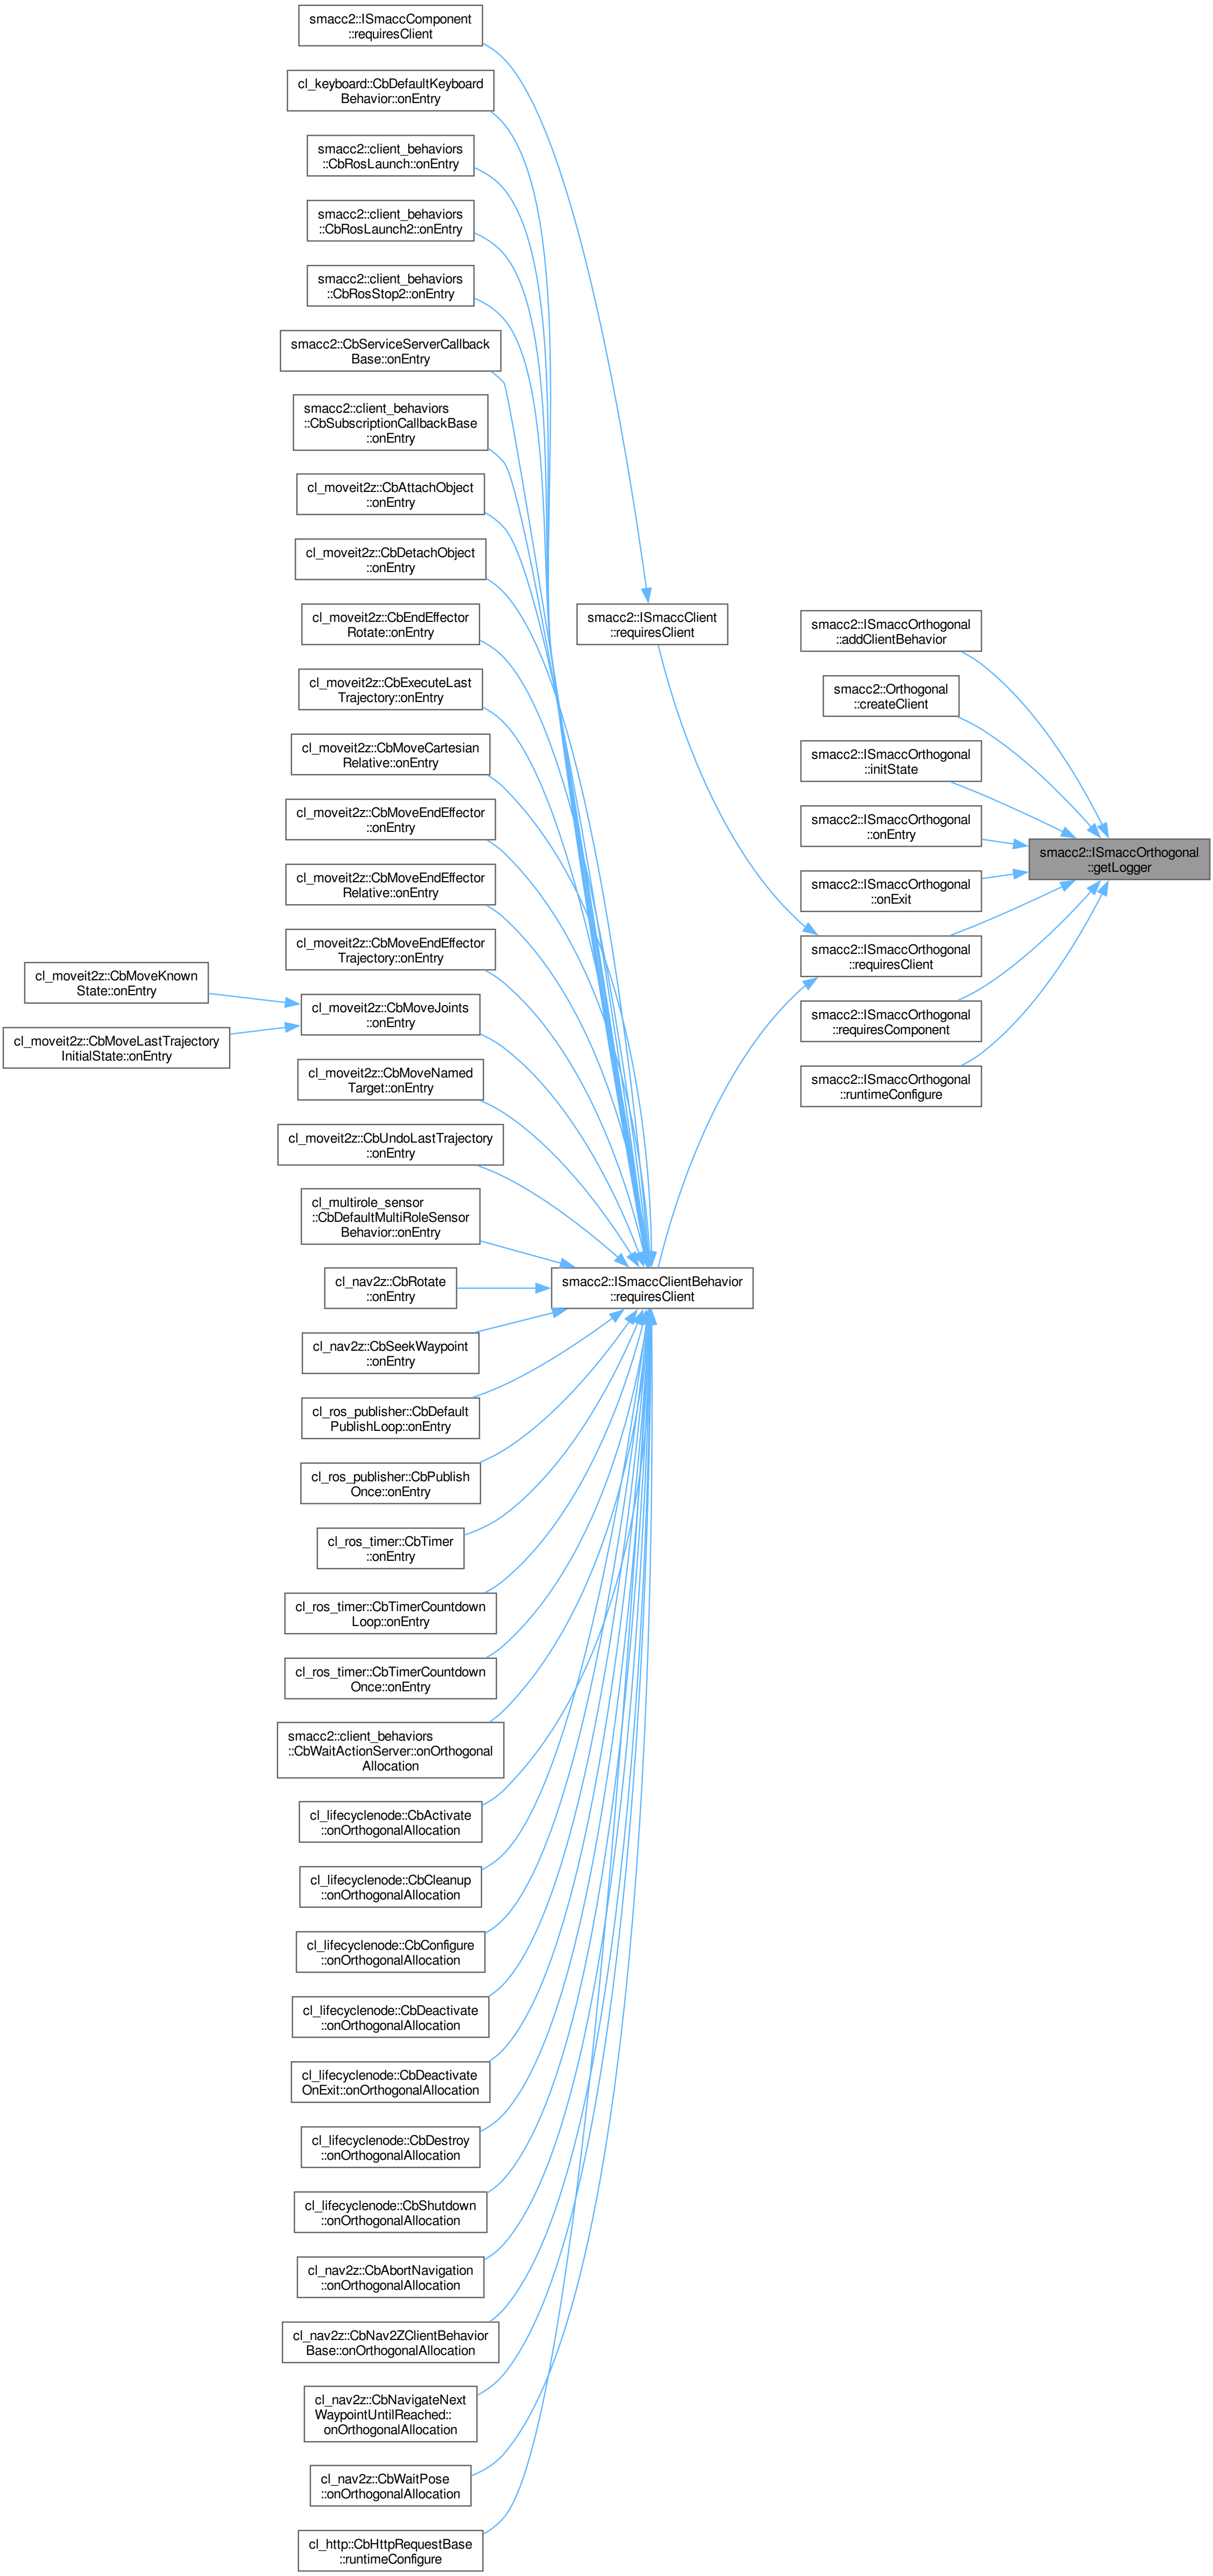 smacc2::ISmaccComponent
::requiresClient
cl_keyboard::CbDefaultKeyboard
Behavior::onEntry
smacc2::client_behaviors
::CbRosLaunch::onEntry
smacc2::client_behaviors
::CbRosLaunch2::onEntry
smacc2::client_behaviors
::CbRosStop2::onEntry
smacc2::CbServiceServerCallback
Base::onEntry
smacc2::client_behaviors
::CbSubscriptionCallbackBase
::onEntry
cl_moveit2z::CbAttachObject
::onEntry
cl_moveit2z::CbDetachObject
::onEntry
cl_moveit2z::CbEndEffector
Rotate::onEntry
cl_moveit2z::CbExecuteLast
Trajectory::onEntry
cl_moveit2z::CbMoveCartesian
Relative::onEntry
cl_moveit2z::CbMoveEndEffector
::onEntry
cl_moveit2z::CbMoveEndEffector
Relative::onEntry
cl_moveit2z::CbMoveEndEffector
Trajectory::onEntry
cl_moveit2z::CbMoveKnown
State::onEntry
cl_moveit2z::CbMoveLastTrajectory
InitialState::onEntry
cl_moveit2z::CbMoveJoints
::onEntry
cl_moveit2z::CbMoveNamed
Target::onEntry
cl_moveit2z::CbUndoLastTrajectory
::onEntry
cl_multirole_sensor
::CbDefaultMultiRoleSensor
Behavior::onEntry
cl_nav2z::CbRotate
::onEntry
cl_nav2z::CbSeekWaypoint
::onEntry
cl_ros_publisher::CbDefault
PublishLoop::onEntry
cl_ros_publisher::CbPublish
Once::onEntry
cl_ros_timer::CbTimer
::onEntry
cl_ros_timer::CbTimerCountdown
Loop::onEntry
cl_ros_timer::CbTimerCountdown
Once::onEntry
smacc2::client_behaviors
::CbWaitActionServer::onOrthogonal
Allocation
cl_lifecyclenode::CbActivate
::onOrthogonalAllocation
cl_lifecyclenode::CbCleanup
::onOrthogonalAllocation
cl_lifecyclenode::CbConfigure
::onOrthogonalAllocation
cl_lifecyclenode::CbDeactivate
::onOrthogonalAllocation
cl_lifecyclenode::CbDeactivate
OnExit::onOrthogonalAllocation
cl_lifecyclenode::CbDestroy
::onOrthogonalAllocation
cl_lifecyclenode::CbShutdown
::onOrthogonalAllocation
cl_nav2z::CbAbortNavigation
::onOrthogonalAllocation
cl_nav2z::CbNav2ZClientBehavior
Base::onOrthogonalAllocation
cl_nav2z::CbNavigateNext
WaypointUntilReached::
onOrthogonalAllocation
cl_nav2z::CbWaitPose
::onOrthogonalAllocation
cl_http::CbHttpRequestBase
::runtimeConfigure
smacc2::ISmaccClient
::requiresClient
smacc2::ISmaccClientBehavior
::requiresClient
smacc2::ISmaccOrthogonal
::addClientBehavior
smacc2::Orthogonal
::createClient
smacc2::ISmaccOrthogonal
::initState
smacc2::ISmaccOrthogonal
::onEntry
smacc2::ISmaccOrthogonal
::onExit
smacc2::ISmaccOrthogonal
::requiresClient
smacc2::ISmaccOrthogonal
::requiresComponent
smacc2::ISmaccOrthogonal
::runtimeConfigure
smacc2::ISmaccOrthogonal
::getLogger